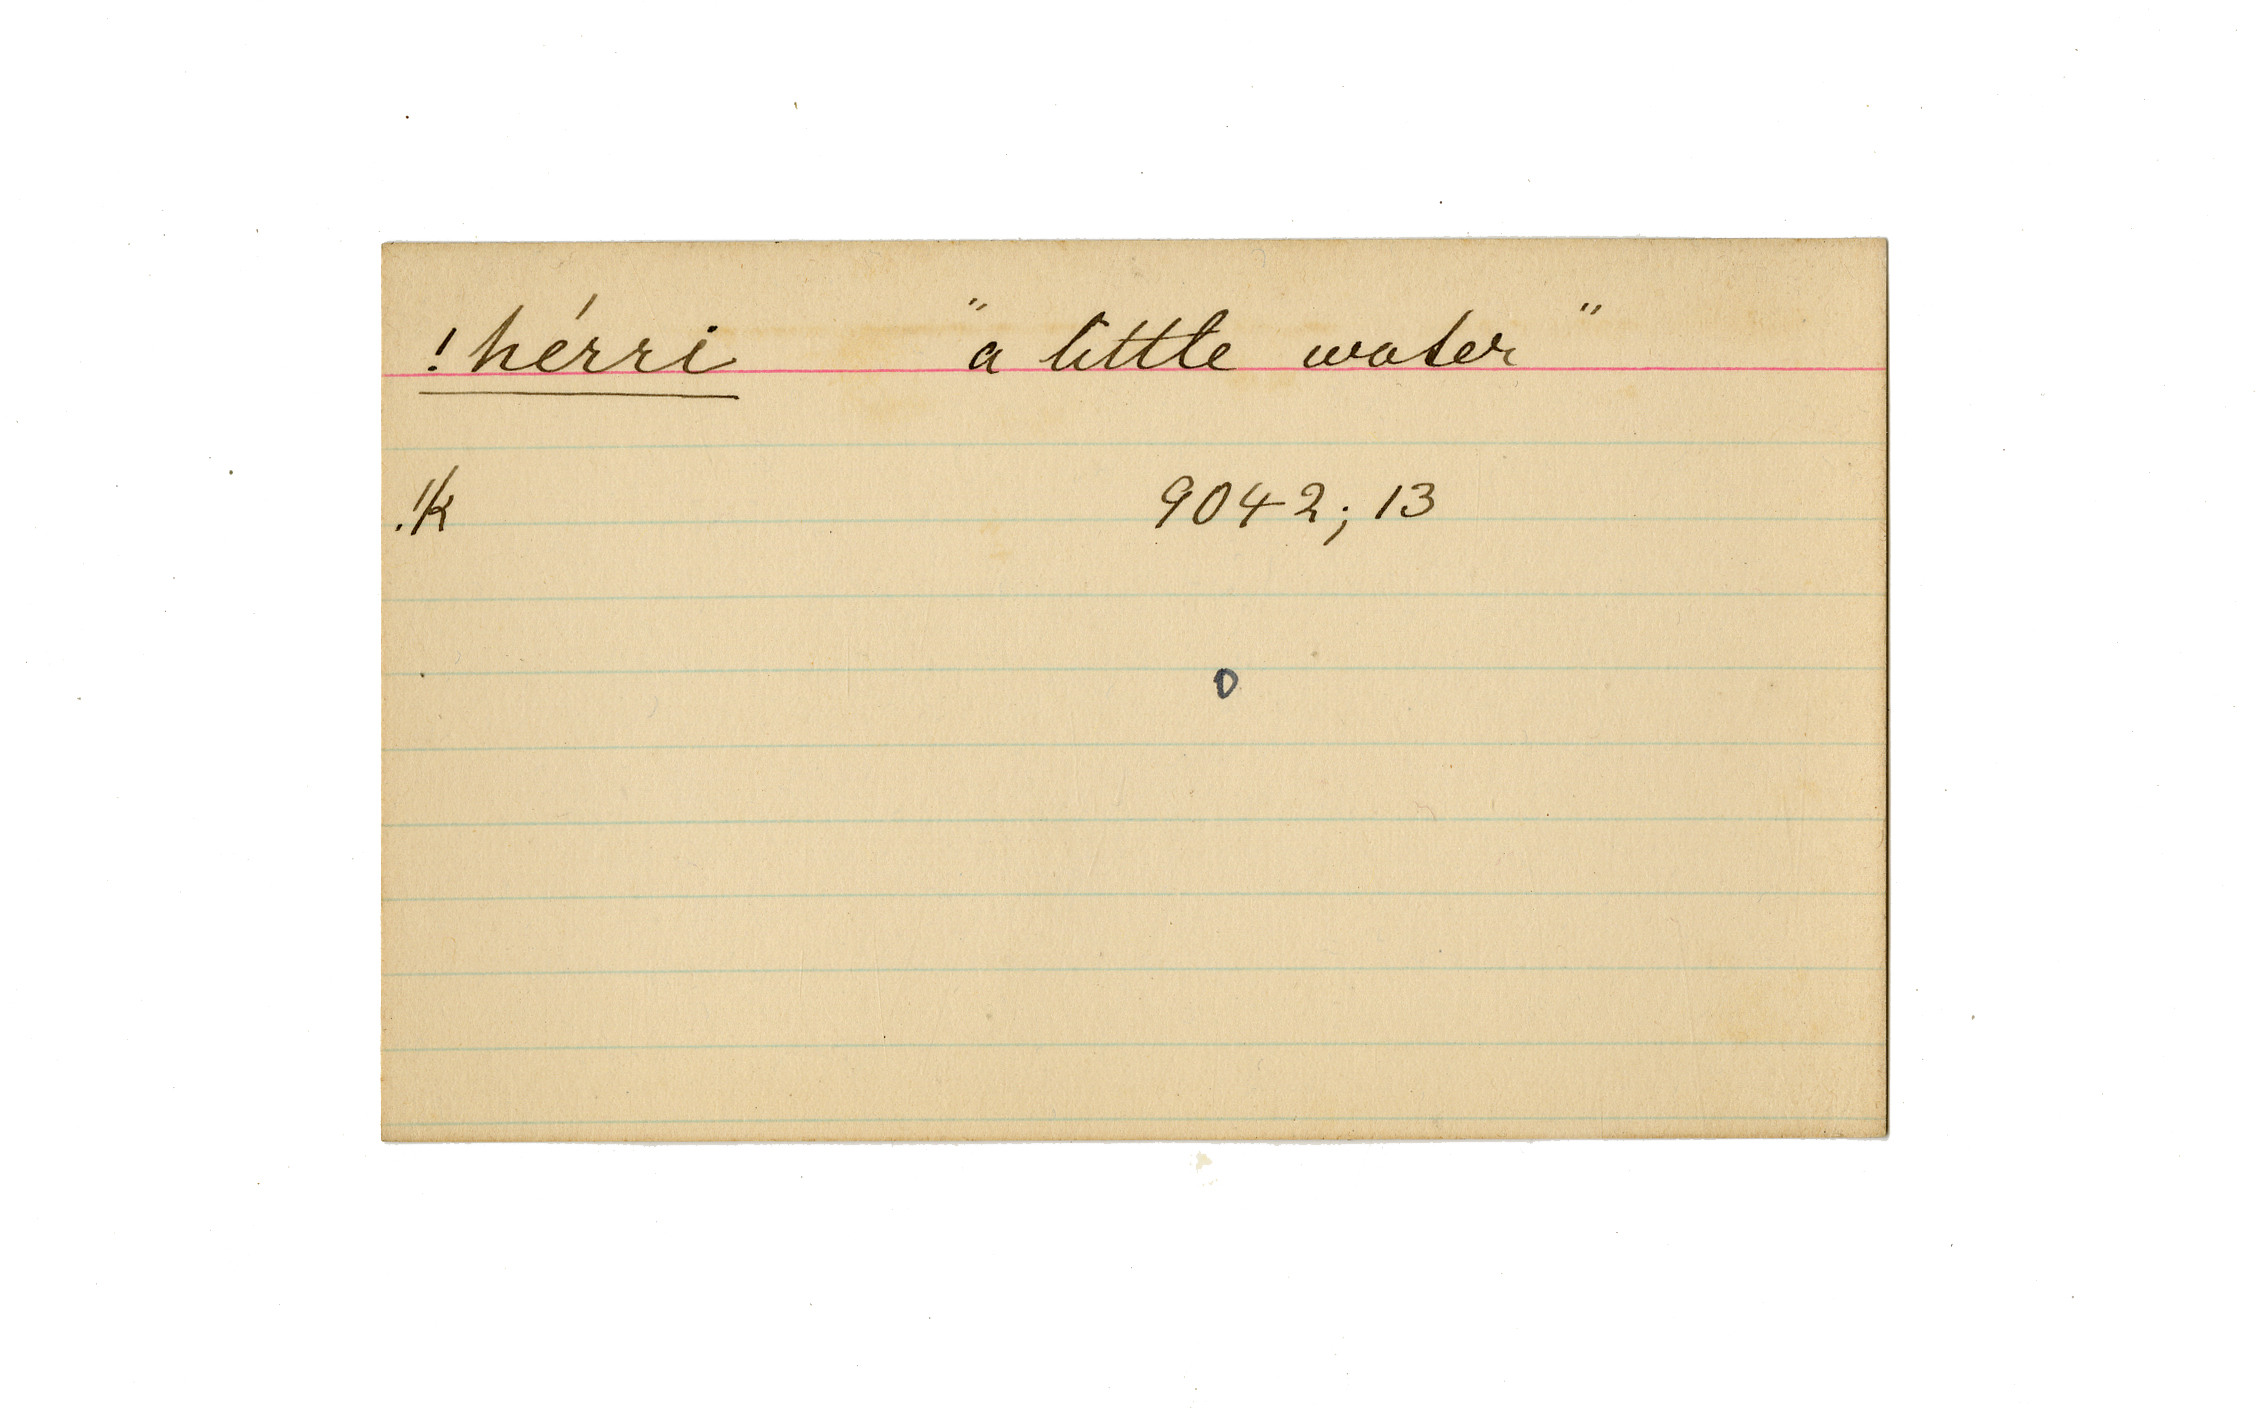 !hérri "a little water"
!k 9042; 13
D